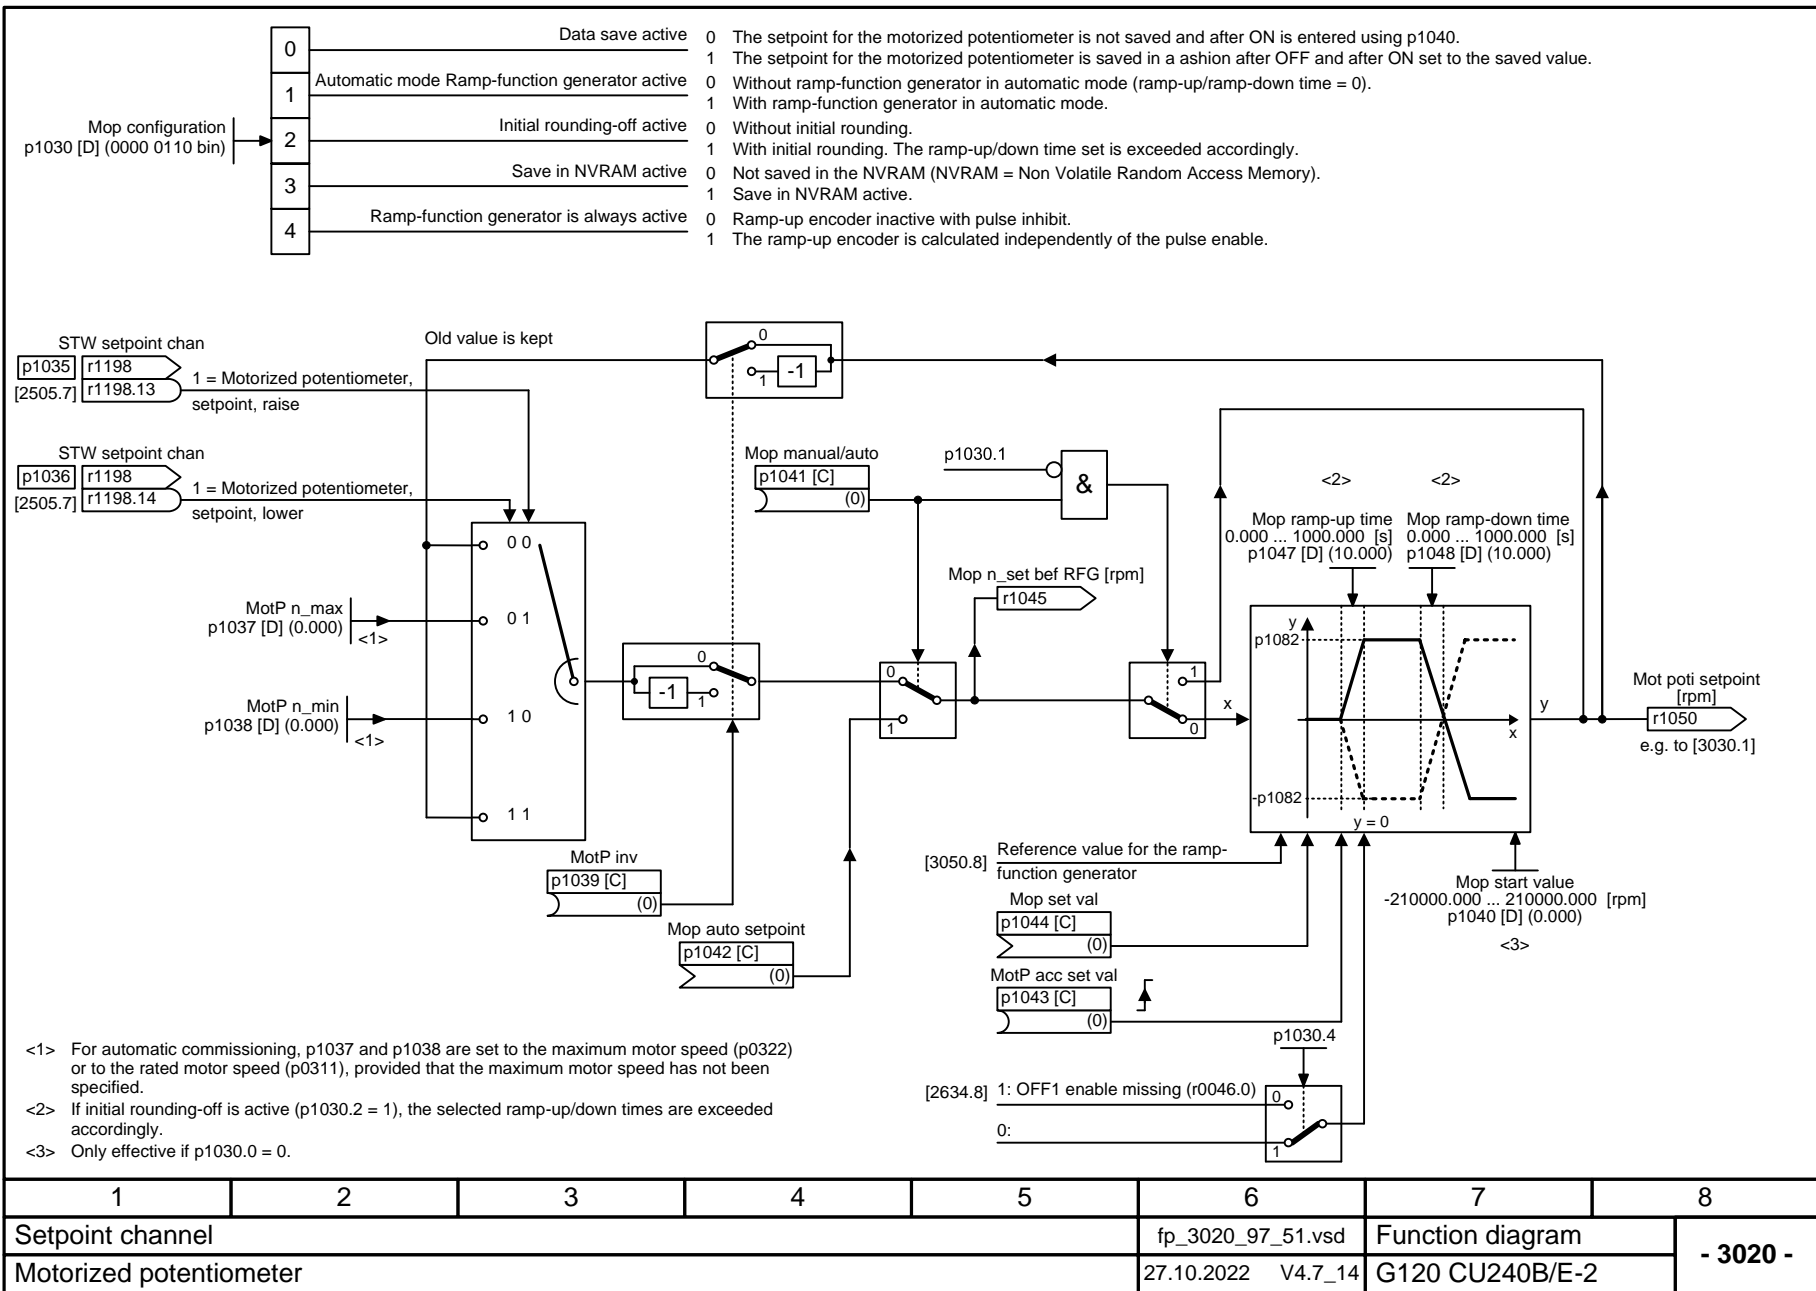 0
Data save active
0 The setpoint for the motorized potentiometer is not saved and after ON is entered using p1040.
1 The setpoint for the motorized potentiometer is saved in a ashion after OFF and after ON set to the saved value.
1
Automatic mode Ramp-function generator active
0 Without ramp-function generator in automatic mode (ramp-up/ramp-down time = 0).
1 With ramp-function generator in automatic mode.
Mop configuration
p1030 [D] (0000 0110 bin)
2
Initial rounding-off active
0 Without initial rounding.
1 With initial rounding. The ramp-up/down time set is exceeded accordingly.
3
Save in NVRAM active
0 Not saved in the NVRAM (NVRAM = Non Volatile Random Access Memory).
1 Save in NVRAM active.
4
Ramp-function generator is always active
0 Ramp-up encoder inactive with pulse inhibit.
1 The ramp-up encoder is calculated independently of the pulse enable.
STW setpoint chan
p1035 r1198
[2505.7] r1198.13
1 = Motorized potentiometer,
setpoint, raise
Old value is kept
0
1
-1
STW setpoint chan
p1036 r1198
[2505.7] r1198.14
1 = Motorized potentiometer,
setpoint, lower
Mop manual/auto
p1041 [C]
(0)
p1030.1
&
<2>
<2>
Mop ramp-up time
0.000 ... 1000.000 [s]
p1047 [D] (10.000)
Mop ramp-down time
0.000 ... 1000.000 [s]
p1048 [D] (10.000)
0 0
0 1
1 0
1 1
MotP n_max
p1037 [D] (0.000)
<1>
MotP n_min
p1038 [D] (0.000)
<1>
-1
0
1
0
1
Mop n_set bef RFG [rpm]
r1045
1
0
x
y
p1082
-p1082
x
y = 0
y
Mot poti setpoint
[rpm]
r1050
e.g. to [3030.1]
MotP inv
p1039 [C]
(0)
Mop auto setpoint
p1042 [C]
(0)
[3050.8] Reference value for the ramp-
function generator
Mop set val
p1044 [C]
(0)
MotP acc set val
p1043 [C]
(0)
Mop start value
-210000.000 ... 210000.000 [rpm]
p1040 [D] (0.000)
<3>
p1030.4
[2634.8] 1: OFF1 enable missing (r0046.0)
0:
0
1
<1> For automatic commissioning, p1037 and p1038 are set to the maximum motor speed (p0322)
or to the rated motor speed (p0311), provided that the maximum motor speed has not been
specified.
<2> If initial rounding-off is active (p1030.2 = 1), the selected ramp-up/down times are exceeded
accordingly.
<3> Only effective if p1030.0 = 0.
1 2 3 4 5 6 7 8
Setpoint channel
fp_3020_97_51.vsd
Function diagram
- 3020 -
Motorized potentiometer
27.10.2022 V4.7_14
G120 CU240B/E-2